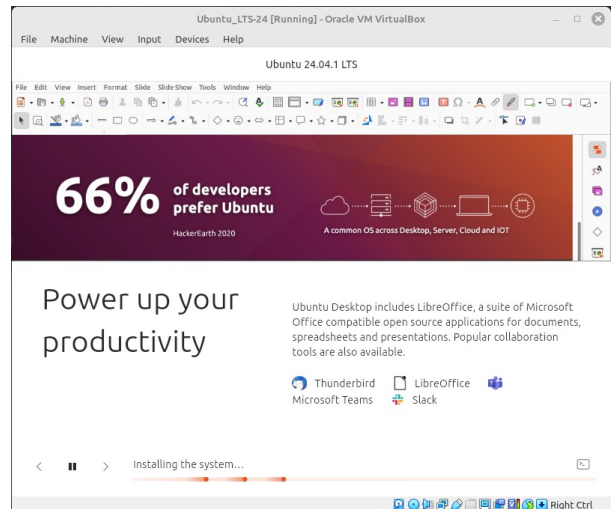 Ubuntu_LTS-24 [Running] - Oracle VM VirtualBox
File Machine View Input Devices Help
Ubuntu 24.04.1 LTS
File Edit View Insert Format Slide Slide Show Tools Window Help
66% of developers
prefer Ubuntu
HackerEarth 2020
A common OS across Desktop, Server, Cloud and IOT
Power up your
productivity
Ubuntu Desktop includes LibreOffice, a suite of Microsoft
Office compatible open source applications for documents,
spreadsheets and presentations. Popular collaboration
tools are also available.
Thunderbird LibreOffice
Microsoft Teams Slack
Installing the system...
Right Ctrl